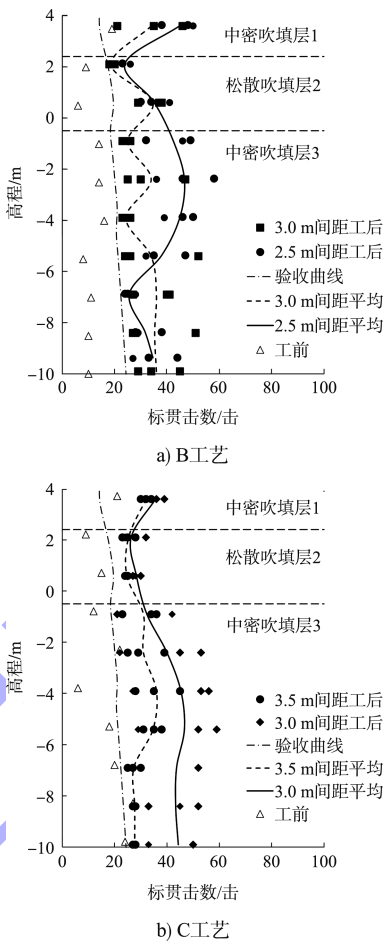 4
2
0
−2
−4
−6
−8
−10
高程/m
中密吹填层1
松散吹填层2
中密吹填层3
3.0 m间距工后
2.5 m间距工后
验收曲线
3.0 m间距平均
2.5 m间距平均
工前
0 20 40 60 80 100
标贯击数/击
a) B工艺
4
2
0
−2
−4
−6
−8
−10
高程/m
中密吹填层1
松散吹填层2
中密吹填层3
3.5 m间距工后
3.0 m间距工后
验收曲线
3.5 m间距平均
3.0 m间距平均
工前
0 20 40 60 80 100
标贯击数/击
b) C工艺